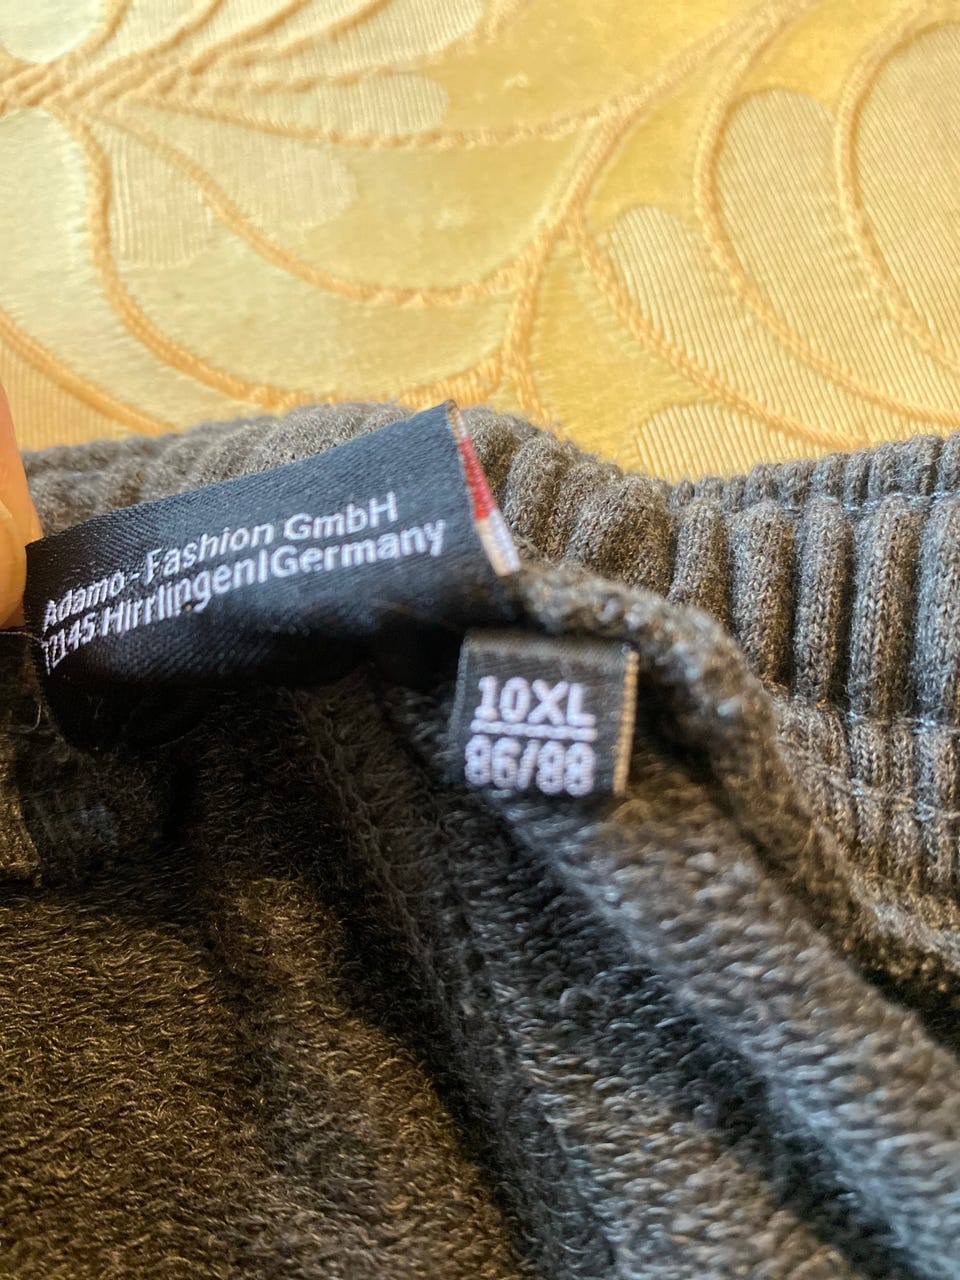 Adamo-Fashion GmbH
72145 Hirrlingen|Germany
10XL
86/88